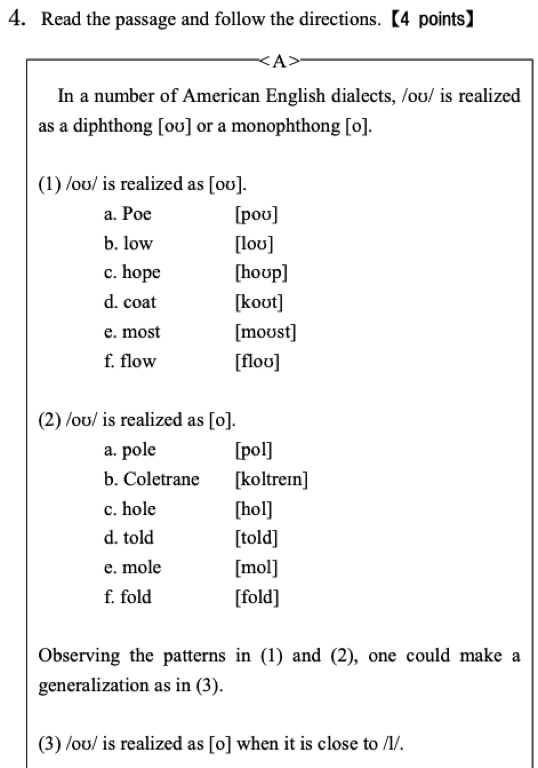 4. Read the passage and follow the directions.【4 points】
<A>
In a number of American English dialects, /oʊ/ is realized
as a diphthong [oʊ] or a monophthong [o].
(1) /oʊ/ is realized as [oʊ].
a. Poe [poʊ]
b. low [loʊ]
c. hope [hoʊp]
d. coat [koʊt]
e. most [moʊst]
f. flow [floʊ]
(2) /oʊ/ is realized as [o].
a. pole [pol]
b. Coletrane [koltreɪn]
c. hole [hol]
d. told [told]
e. mole [mol]
f. fold [fold]
Observing the patterns in (1) and (2), one could make a
generalization as in (3).
(3) /oʊ/ is realized as [o] when it is close to /l/.